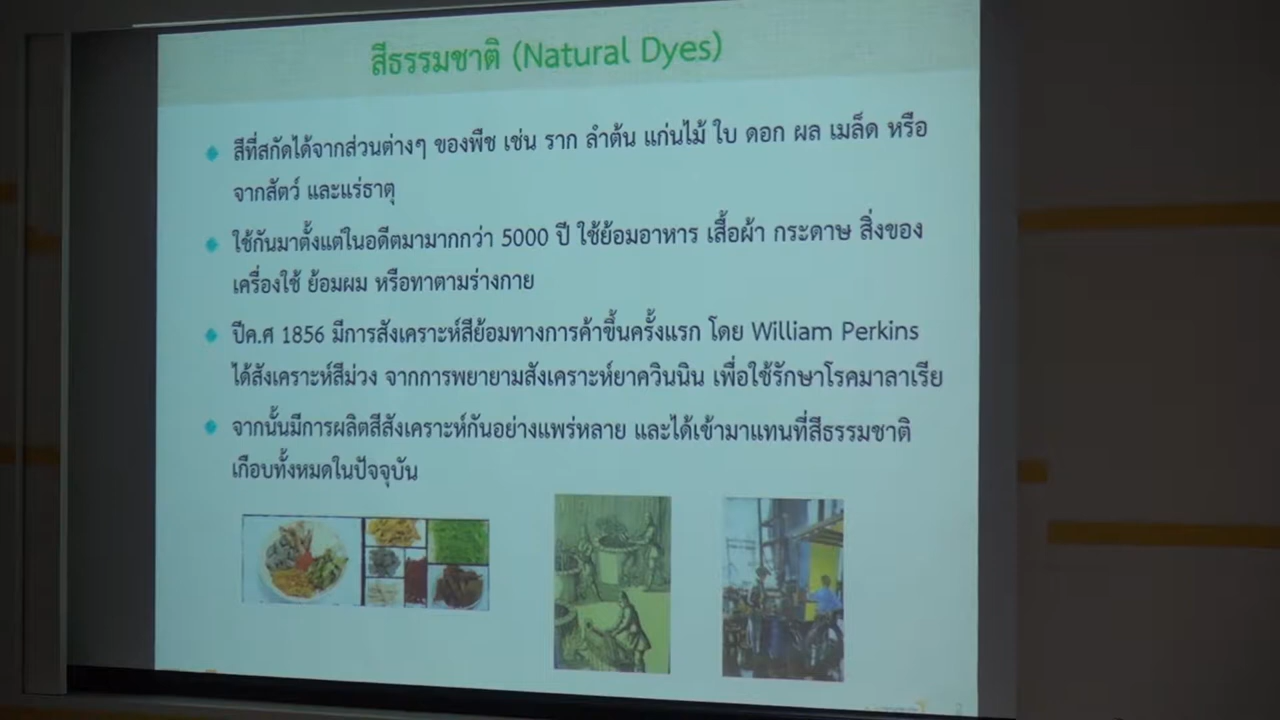 สีธรรมชาติ (Natural Dyes)
สีที่สกัดได้จากส่วนต่างๆ ของพืช เช่น ราก ลำต้น แก่นไม้ ใบ ดอก ผล เมล็ด หรือ
จากสัตว์ และแร่ธาตุ
ใช้กันมาตั้งแต่ในอดีตมามากกว่า 5000 ปี ใช้ย้อมอาหาร เสื้อผ้า กระดาษ สิ่งของ
เครื่องใช้ ย้อมผม หรือทาตามร่างกาย
ปีค.ศ 1856 มีการสังเคราะห์สีย้อมทางการค้าขึ้นครั้งแรก โดย William Perkins
ได้สังเคราะห์สีม่วง จากการพยายามสังเคราะห์ยาควินนิน เพื่อใช้รักษาโรคมาลาเรีย
จากนั้นมีการผลิตสีสังเคราะห์กันอย่างแพร่หลาย และได้เข้ามาแทนที่สีธรรมชาติ
เกือบทั้งหมดในปัจจุบัน